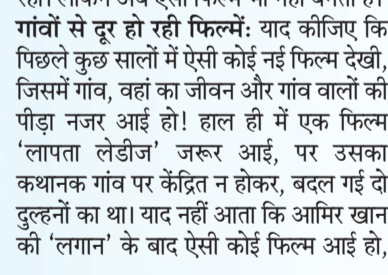 गांवों से दूर हो रही फिल्में: याद कीजिए कि
पिछले कुछ सालों में ऐसी कोई नई फिल्म देखी,
जिसमें गांव, वहां का जीवन और गांव वालों की
पीड़ा नजर आई हो! हाल ही में एक फिल्म
‘लापता लेडीज’ जरूर आई, पर उसका
कथानक गांव पर केंद्रित न होकर, बदल गई दो
दुल्हनों का था। याद नहीं आता कि आमिर खान
की ‘लगान’ के बाद ऐसी कोई फिल्म आई हो,